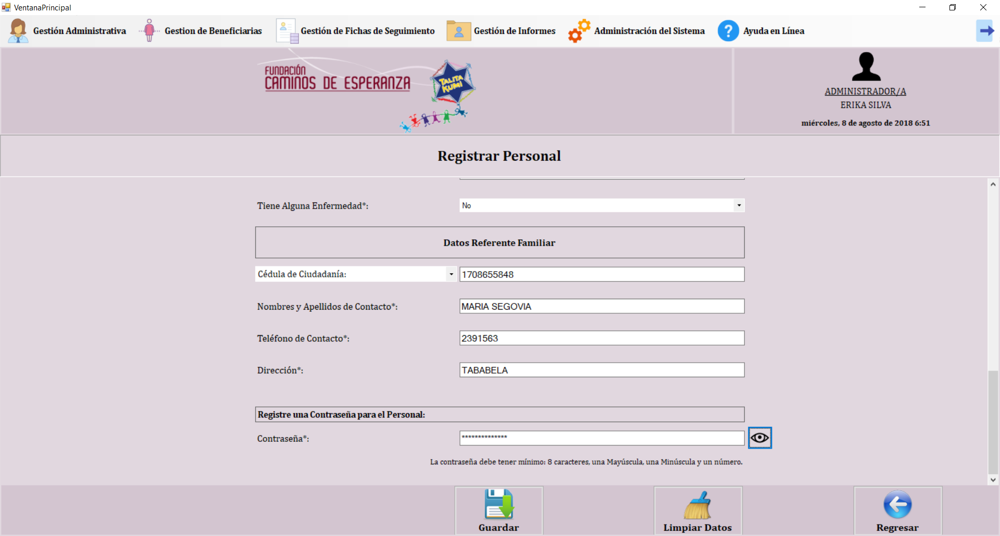 VentanaPrincipal
Gestión Administrativa
Gestion de Beneficiarias
Gestión de Fichas de Seguimiento
Gestión de Informes
Administración del Sistema
?
Ayuda en Línea
FUNDACIÓN
CAMINOS DE ESPERANZA
TALITA
KUMI
ADMINISTRADOR/A
ERIKA SILVA
miércoles, 8 de agosto de 2018 6:51
Registrar Personal
Tiene Alguna Enfermedad*: No
Datos Referente Familiar
Cédula de Ciudadanía: 1708655848
Nombres y Apellidos de Contacto*: MARIA SEGOVIA
Teléfono de Contacto*: 2391563
Dirección*: TABABELA
Registre una Contraseña para el Personal:
Contraseña*: **************
La contraseña debe tener mínimo: 8 caracteres, una Mayúscula, una Minúscula y un número.
Guardar
Limpiar Datos
Regresar